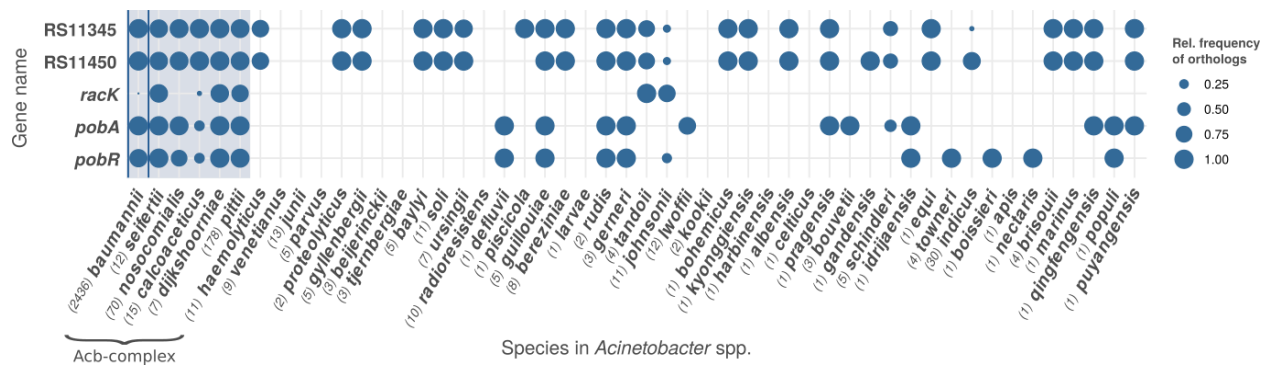 Gene name
RS11345
RS11450
racK
pobA
pobR
Rel. frequency
of orthologs
0.25
0.50
0.75
1.00
(2436) baumannii
(12) seifertii
(70) nosocomialis
(15) calcoaceticus
(7) dijkshoorniae
(178) pittii
(11) haemolyticus
(9) venetianus
(13) junii
(5) parvus
(2) proteolyticus
(5) gyllenbergii
(3) beijerinckii
(3) tjernbergiae
(5) baylyi
(11) soli
(7) ursingii
(10) radioresistens
(1) defluvii
(1) piscicola
(5) guillouiae
(8) bereziniae
(1) larvae
(2) rudis
(3) gerneri
(4) tandoii
(11) johnsonii
(12) lwoffii
(2) kookii
(1) bohemicus
(1) kyonggiensis
(1) harbinensis
(1) albensis
(1) celticus
(1) pragensis
(3) bouvetii
(1) gandensis
(5) schindleri
(1) idrijaensis
(1) equi
(4) towneri
(30) indicus
(1) boissieri
(1) apis
(1) nectaris
(4) brisouii
(1) marinus
(1) qingfengensis
(1) populi
(1) puyangensis
Acb-complex
Species in Acinetobacter spp.